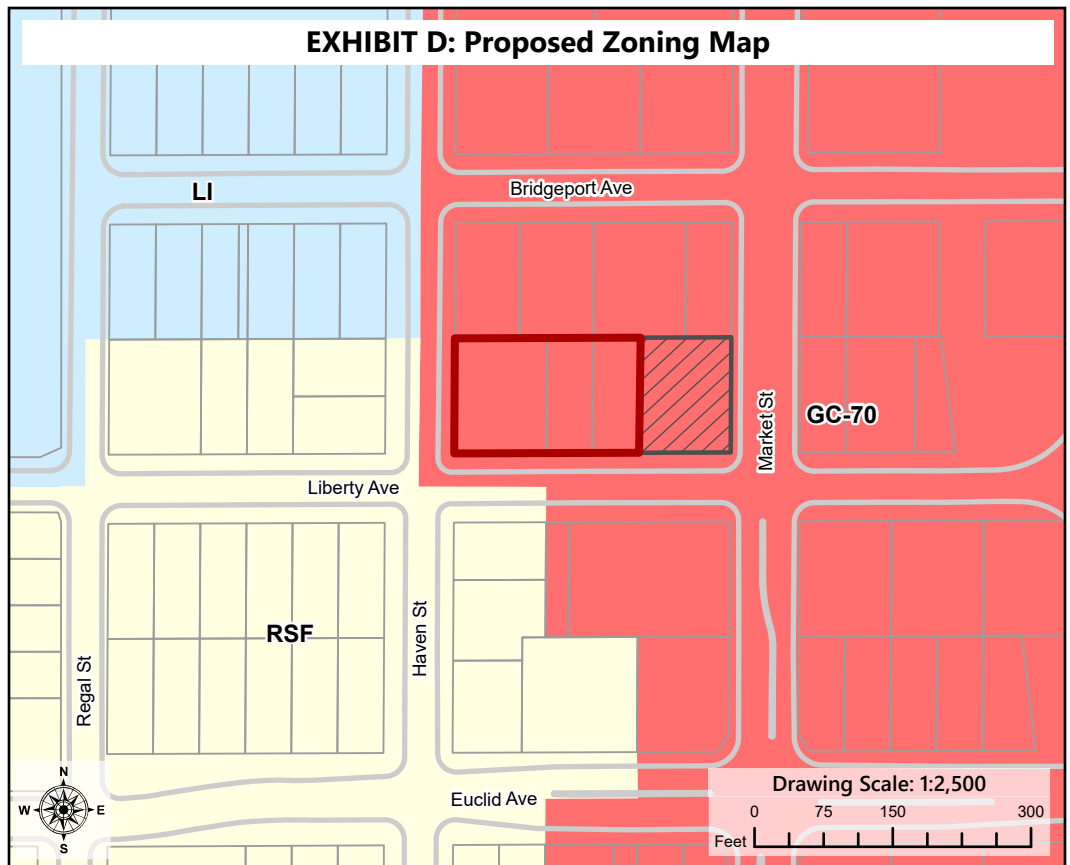 EXHIBIT D: Proposed Zoning Map
LI
Bridgeport Ave
Market St
GC-70
Liberty Ave
RSF
Haven St
Regal St
Euclid Ave
N
W
E
S
Drawing Scale: 1:2,500
0 75 150 300
Feet